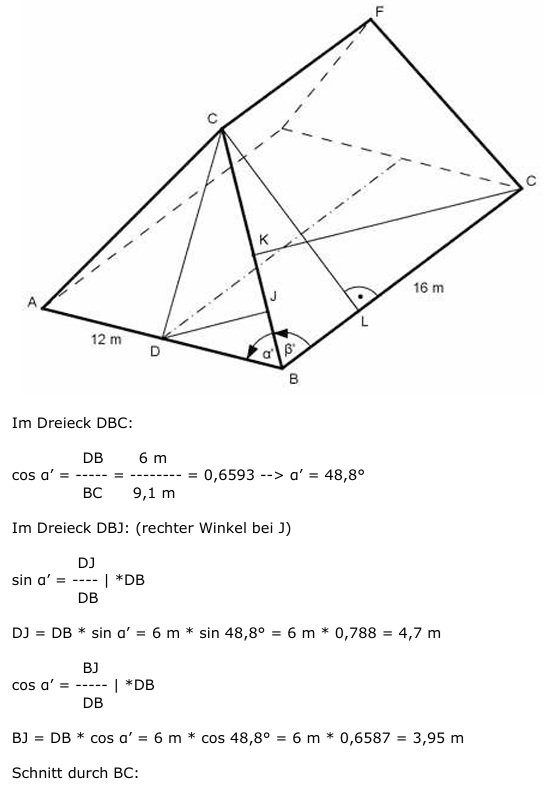 F
C
C
K
A
J
16 m
12 m
L
D
α'
β'
B
Im Dreieck DBC:
DB 6 m
cos α’ = ----- = -------- = 0,6593 --> α’ = 48,8°
BC 9,1 m
Im Dreieck DBJ: (rechter Winkel bei J)
DJ
sin α’ = ---- | *DB
DB
DJ = DB * sin α’ = 6 m * sin 48,8° = 6 m * 0,788 = 4,7 m
BJ
cos α’ = ----- | *DB
DB
BJ = DB * cos α’ = 6 m * cos 48,8° = 6 m * 0,6587 = 3,95 m
Schnitt durch BC: